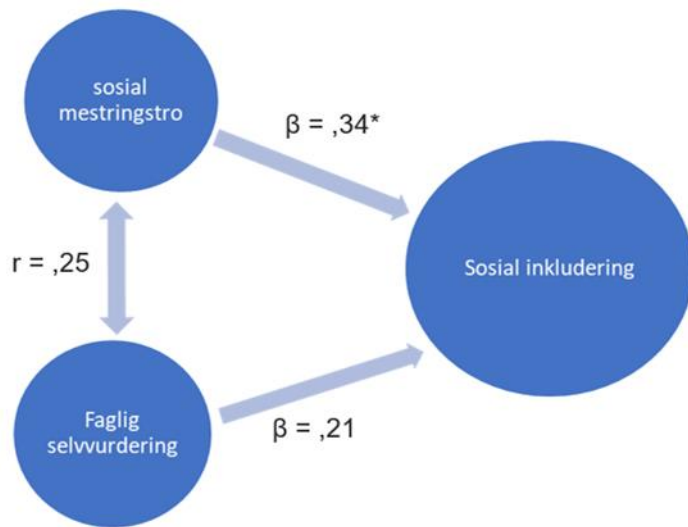 sosial
mestringstro
β = ,34*
r = ,25
Sosial inkludering
Faglig
selvvurdering
β = ,21